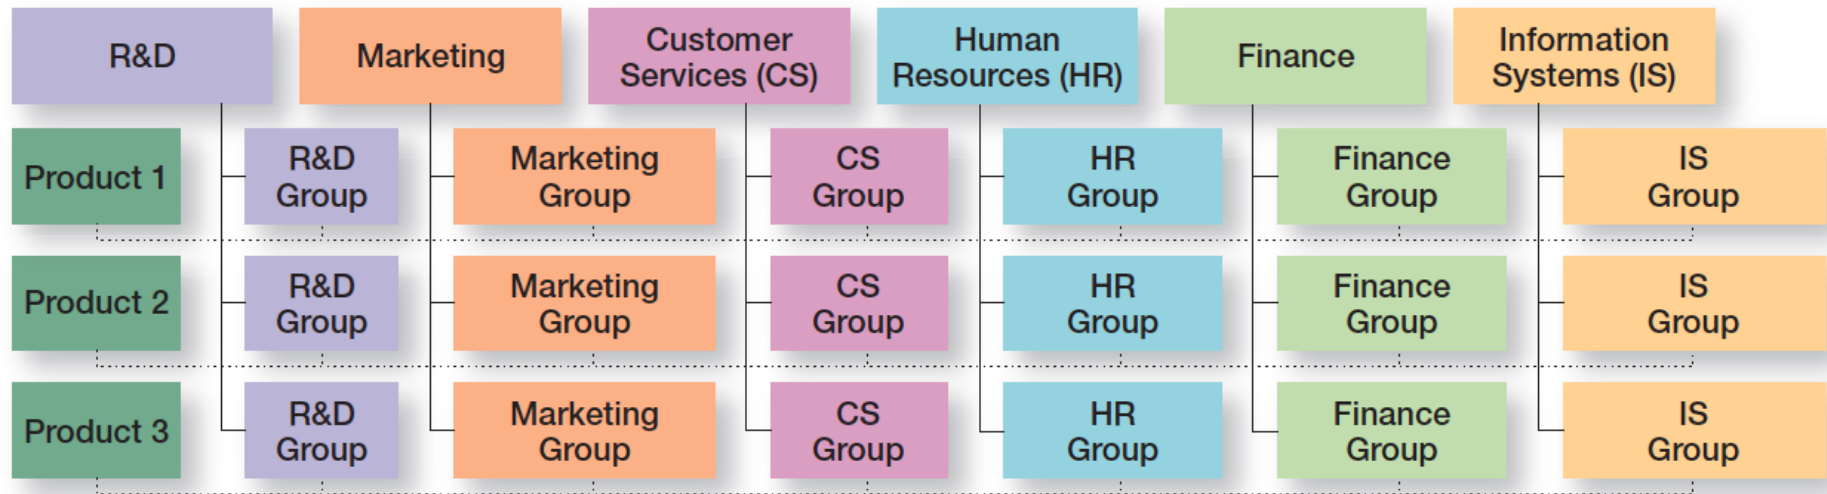 R&D
Marketing
Customer
Services (CS)
Human
Resources (HR)
Finance
Information
Systems (IS)
Product 1
R&D
Group
Marketing
Group
CS
Group
HR
Group
Finance
Group
IS
Group
Product 2
R&D
Group
Marketing
Group
CS
Group
HR
Group
Finance
Group
IS
Group
Product 3
R&D
Group
Marketing
Group
CS
Group
HR
Group
Finance
Group
IS
Group